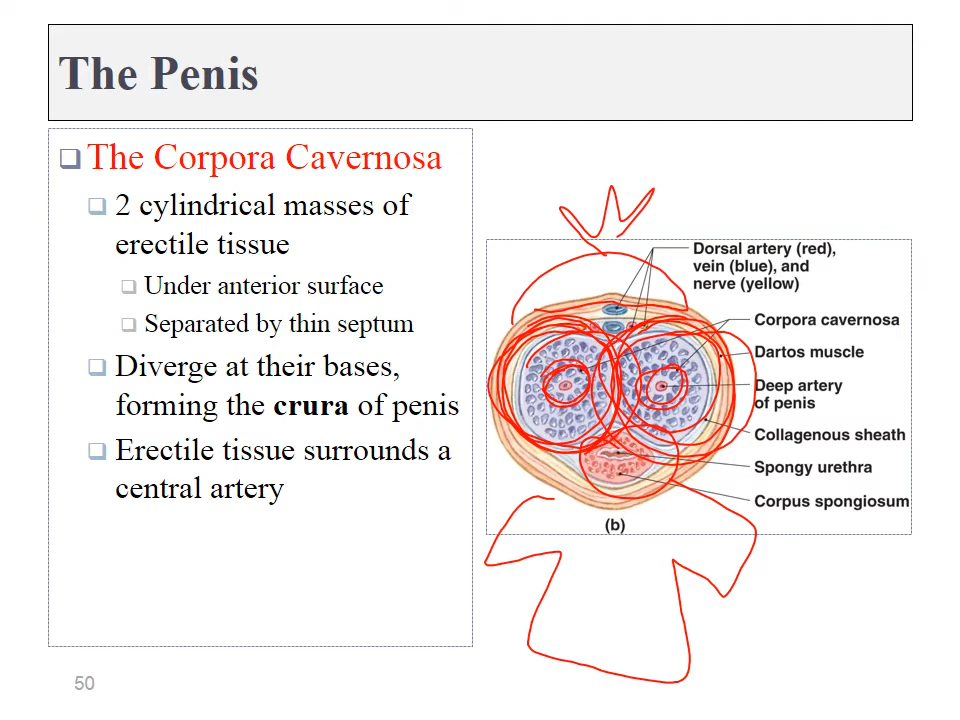 The Penis
The Corpora Cavernosa
2 cylindrical masses of
erectile tissue
Under anterior surface
Separated by thin septum
Diverge at their bases,
forming the crura of penis
Erectile tissue surrounds a
central artery
Dorsal artery (red),
vein (blue), and
nerve (yellow)
Corpora cavernosa
Dartos muscle
Deep artery
of penis
Collagenous sheath
Spongy urethra
Corpus spongiosum
(b)
50